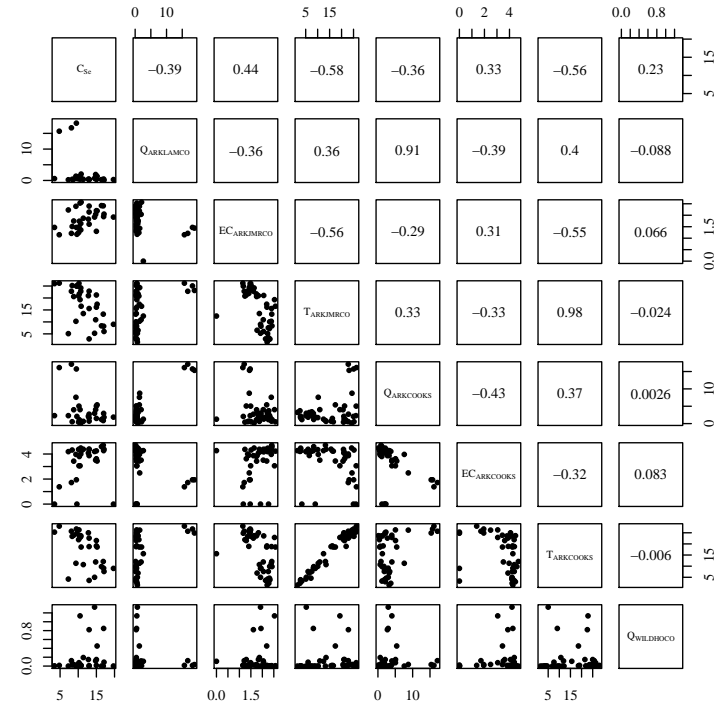 0 10 5 15 0 2 4 0.0 0.8
C_Se −0.39 0.44 −0.58 −0.36 0.33 −0.56 0.23 5 15
0 10 Q_ARKLAMCO −0.36 0.36 0.91 −0.39 0.4 −0.088
EC_ARKJMRCO −0.56 −0.29 0.31 −0.55 0.066 0.0 1.5
5 15 T_ARKJMRCO 0.33 −0.33 0.98 −0.024
Q_ARKCOOKS −0.43 0.37 0.0026 0 10
0 2 4 EC_ARKCOOKS −0.32 0.083
T_ARKCOOKS −0.006 5 15
0.0 0.8 Q_WILDHOCO
5 15 0.0 1.5 0 10 5 15